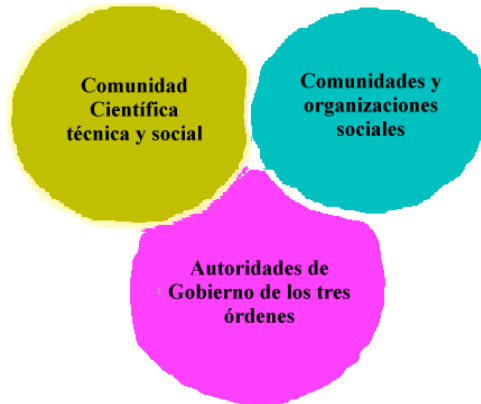 Comunidad
Científica
técnica y social
Comunidades y
organizaciones
sociales
Autoridades de
Gobierno de los tres
órdenes